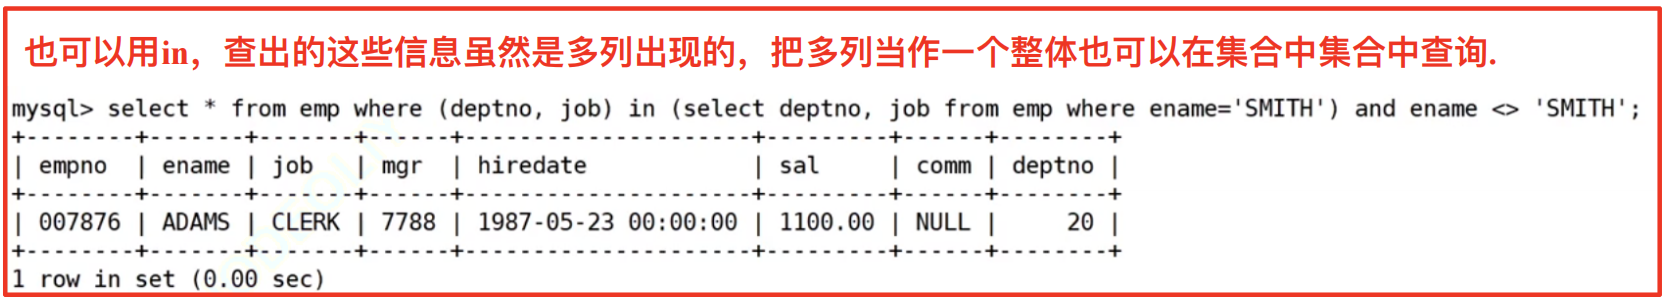 也可以用in，查出的这些信息虽然是多列出现的，把多列当作一个整体也可以在集合中集合中查询.
mysql> select * from emp where (deptno, job) in (select deptno, job from emp where ename='SMITH') and ename <> 'SMITH';
+--------+-------+-------+------+---------------------+---------+------+--------+
| empno  | ename | job   | mgr  | hiredate            | sal     | comm | deptno |
+--------+-------+-------+------+---------------------+---------+------+--------+
| 007876 | ADAMS | CLERK | 7788 | 1987-05-23 00:00:00 | 1100.00 | NULL |     20 |
+--------+-------+-------+------+---------------------+---------+------+--------+
1 row in set (0.00 sec)